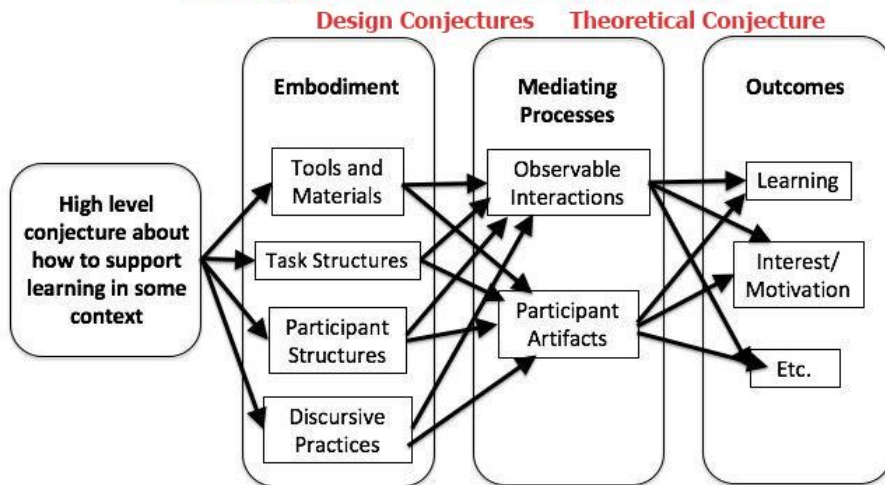 Design Conjectures
Theoretical Conjecture
High level
conjecture about
how to support
learning in some
context
Embodiment
Tools and
Materials
Task Structures
Participant
Structures
Discursive
Practices
Mediating
Processes
Observable
Interactions
Participant
Artifacts
Outcomes
Learning
Interest/
Motivation
Etc.